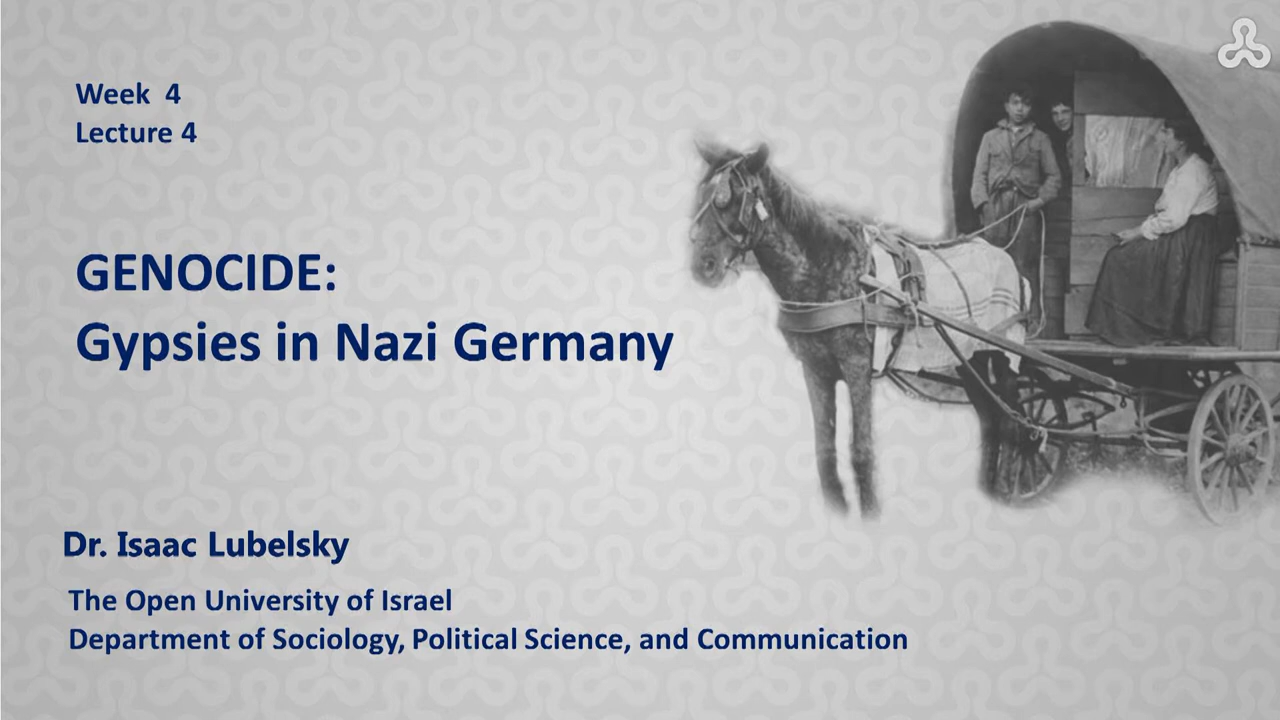 Week 4
Lecture 4
GENOCIDE:
Gypsies in Nazi Germany
Dr. Isaac Lubelsky
The Open University of Israel
Department of Sociology, Political Science, and Communication